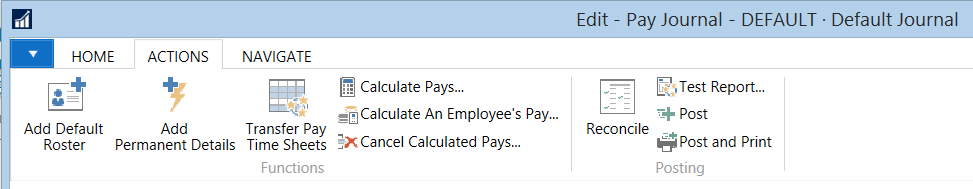 Edit - Pay Journal - DEFAULT · Default Journal
HOME ACTIONS NAVIGATE
Add Default
Roster
Add
Permanent Details
Transfer Pay
Time Sheets
Calculate Pays...
Calculate An Employee's Pay...
Cancel Calculated Pays...
Functions
Reconcile
Test Report...
Post
Post and Print
Posting